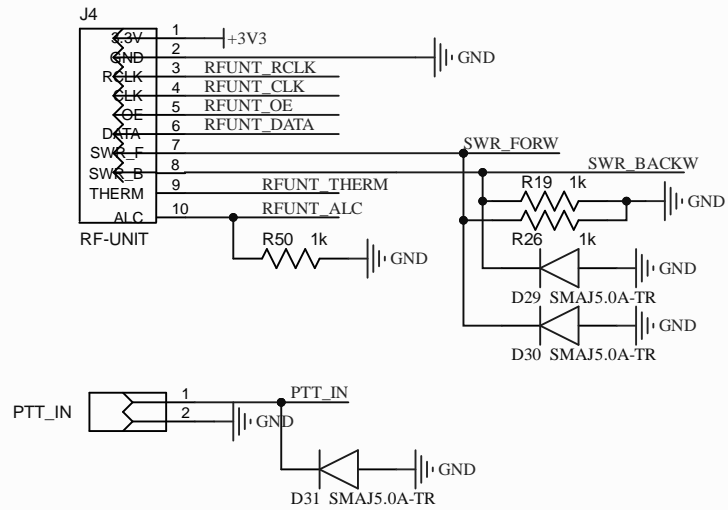 J4
3.3V 1 +3V3
GND 2 GND
RCLK 3 RFUNT_RCLK
CLK 4 RFUNT_CLK
OE 5 RFUNT_OE
DATA 6 RFUNT_DATA
SWR_F 7 SWR_FORW
SWR_B 8 SWR_BACKW
THERM 9 RFUNT_THERM
R19 1k
GND
ALC 10 RFUNT_ALC
RF-UNIT
R50 1k
GND
R26 1k
GND
D29 SMAJ5.0A-TR
GND
D30 SMAJ5.0A-TR
PTT_IN
1 PTT_IN
2 GND
GND
D31 SMAJ5.0A-TR